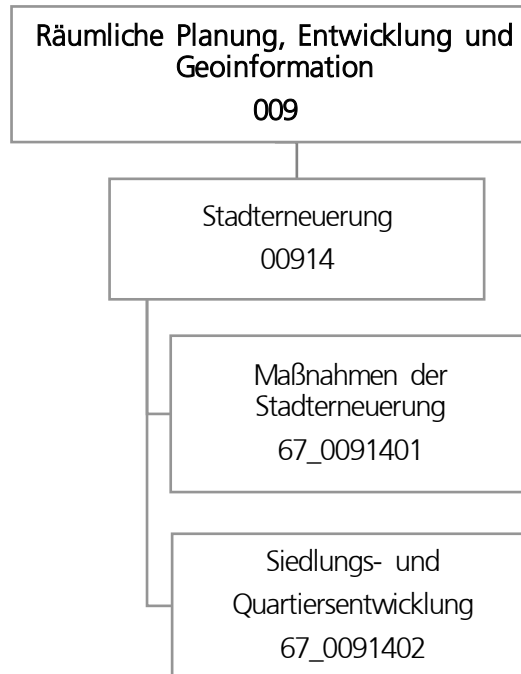 Räumliche Planung, Entwicklung und
Geoinformation
009
Stadterneuerung
00914
Maßnahmen der
Stadterneuerung
67_0091401
Siedlungs- und
Quartiersentwicklung
67_0091402